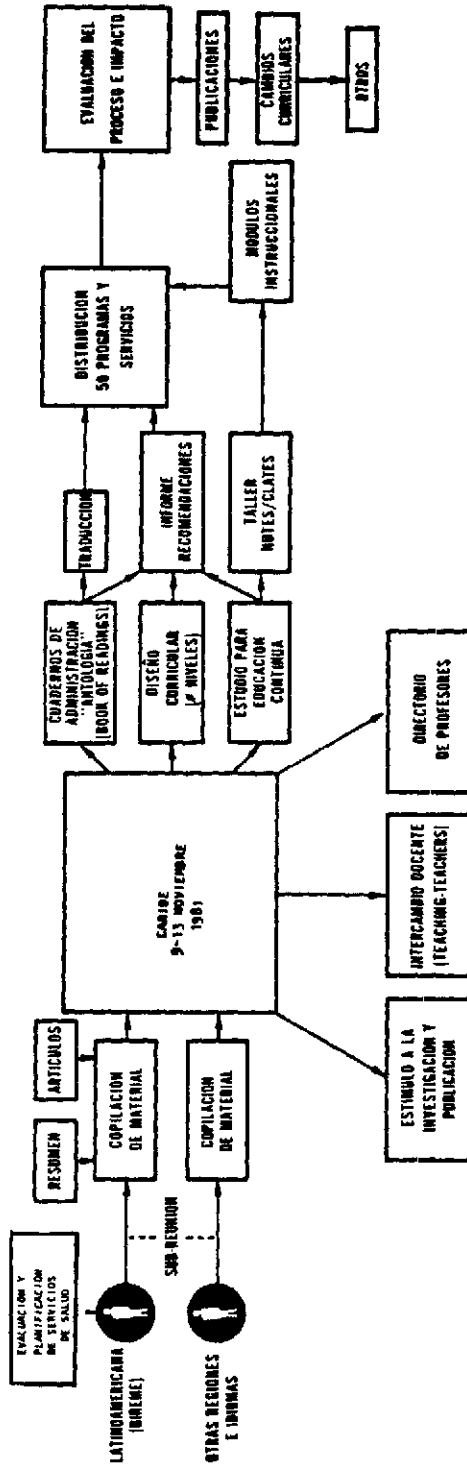 EVALUACION Y
PLANIFICACION
DE SERVICIOS
DE SALUD
LATINOAMERICANA
(BIREME)
OTRAS REGIONES
E IDIOMAS
SUB-REUNION
RESUMEN
ARTICULOS
COPILACION
DE MATERIAL
COPILACION
DE MATERIAL
CARIBE
9-13 NOVIEMBRE
1981
CUADERNOS DE
ADMINISTRACION
"ANTOLOGIA"
[BOOK OF READINGS]
DISEÑO
CURRICULAR
NIVELES
ESTUDIO PARA
EDUCACION
CONTINUA
TRADUCCION
INFORME
RECOMENDACIONES
TALLER
NOTES/CLATES
DISTRIBUCION
50 PROGRAMAS Y
SERVICIOS
MODULOS
INSTRUCCIONALES
EVALUACION DEL
PROCESO E IMPACTO
PUBLICACIONES
CAMBIOS
CURRICULARES
OTROS
ESTIMULO A LA
INVESTIGACION Y
PUBLICACION
INTERCAMBIO DOCENTE
[TEACHING-TEACHERS]
DIRECTORIO
DE PROFESORES